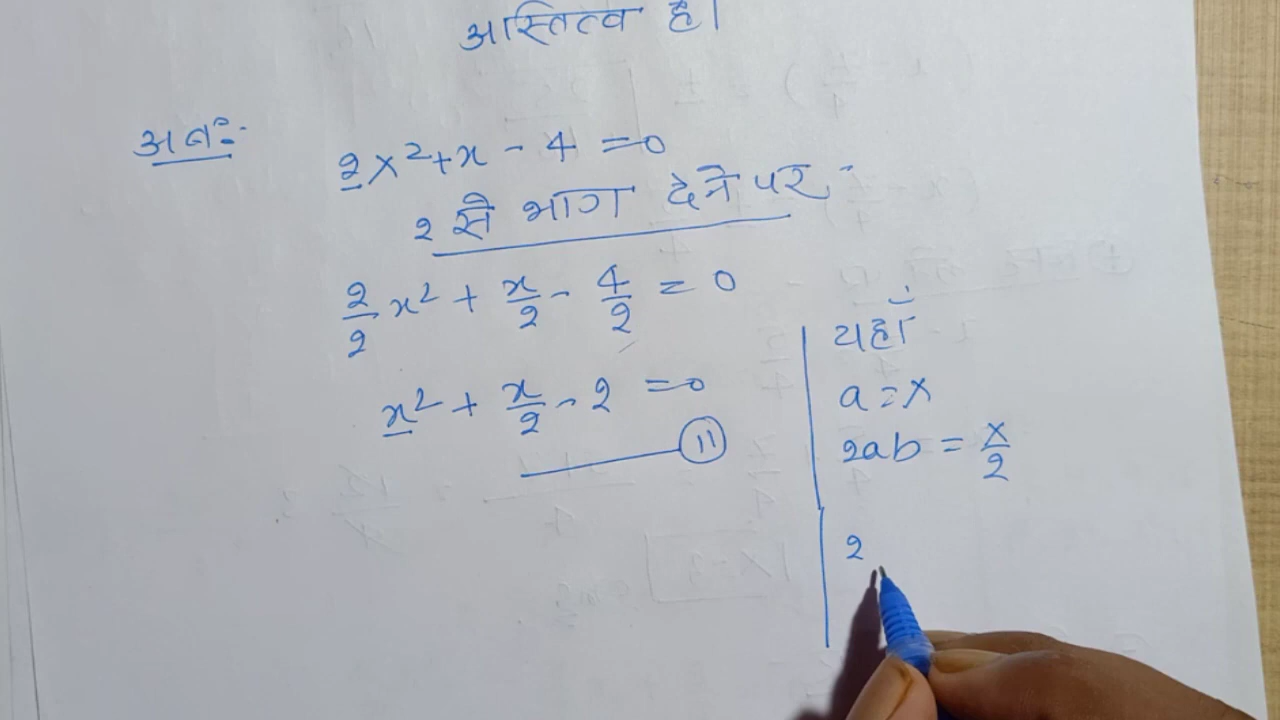 अस्तित्व है।
अतः-
2x²+x - 4 =0
2 से भाग देने पर -
2/2 x² + x/2 - 4/2 = 0
x² + x/2 - 2 =0
(11)
यहाँ
a=x
2ab = x/2
2